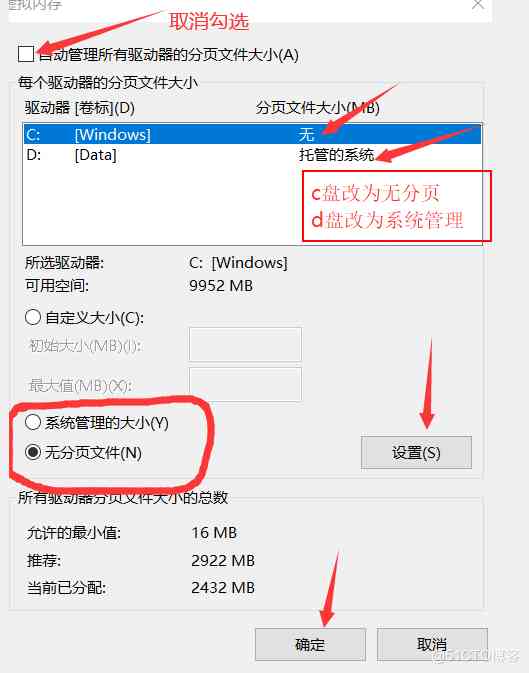 虚拟内存
取消勾选
自动管理所有驱动器的分页文件大小(A)
每个驱动器的分页文件大小
驱动器 [卷标](D) 分页文件大小(MB)
C: [Windows] 无
D: [Data] 托管的系统
c盘改为无分页
d盘改为系统管理
所选驱动器: C: [Windows]
可用空间: 9952 MB
自定义大小(C):
初始大小(MB)(I):
最大值(MB)(X):
系统管理的大小(Y)
无分页文件(N)
设置(S)
所有驱动器分页文件大小的总数
允许的最小值: 16 MB
推荐: 2922 MB
当前已分配: 2432 MB
确定 取消
@51CTO博客